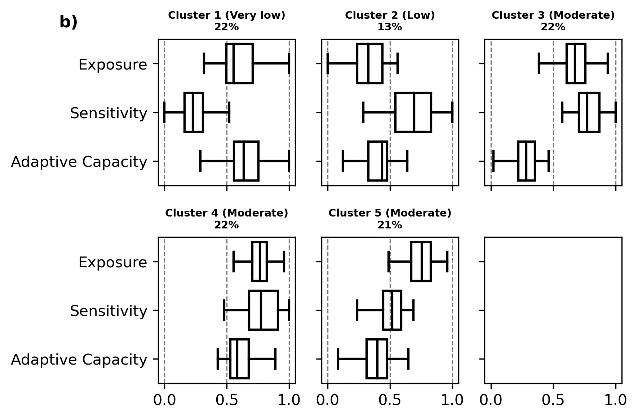 b)
Cluster 1 (Very low)
22%
Cluster 2 (Low)
13%
Cluster 3 (Moderate)
22%
Exposure
Sensitivity
Adaptive Capacity
Cluster 4 (Moderate)
22%
Cluster 5 (Moderate)
21%
Exposure
Sensitivity
Adaptive Capacity
0.0 0.5 1.0
0.0 0.5 1.0
0.0 0.5 1.0